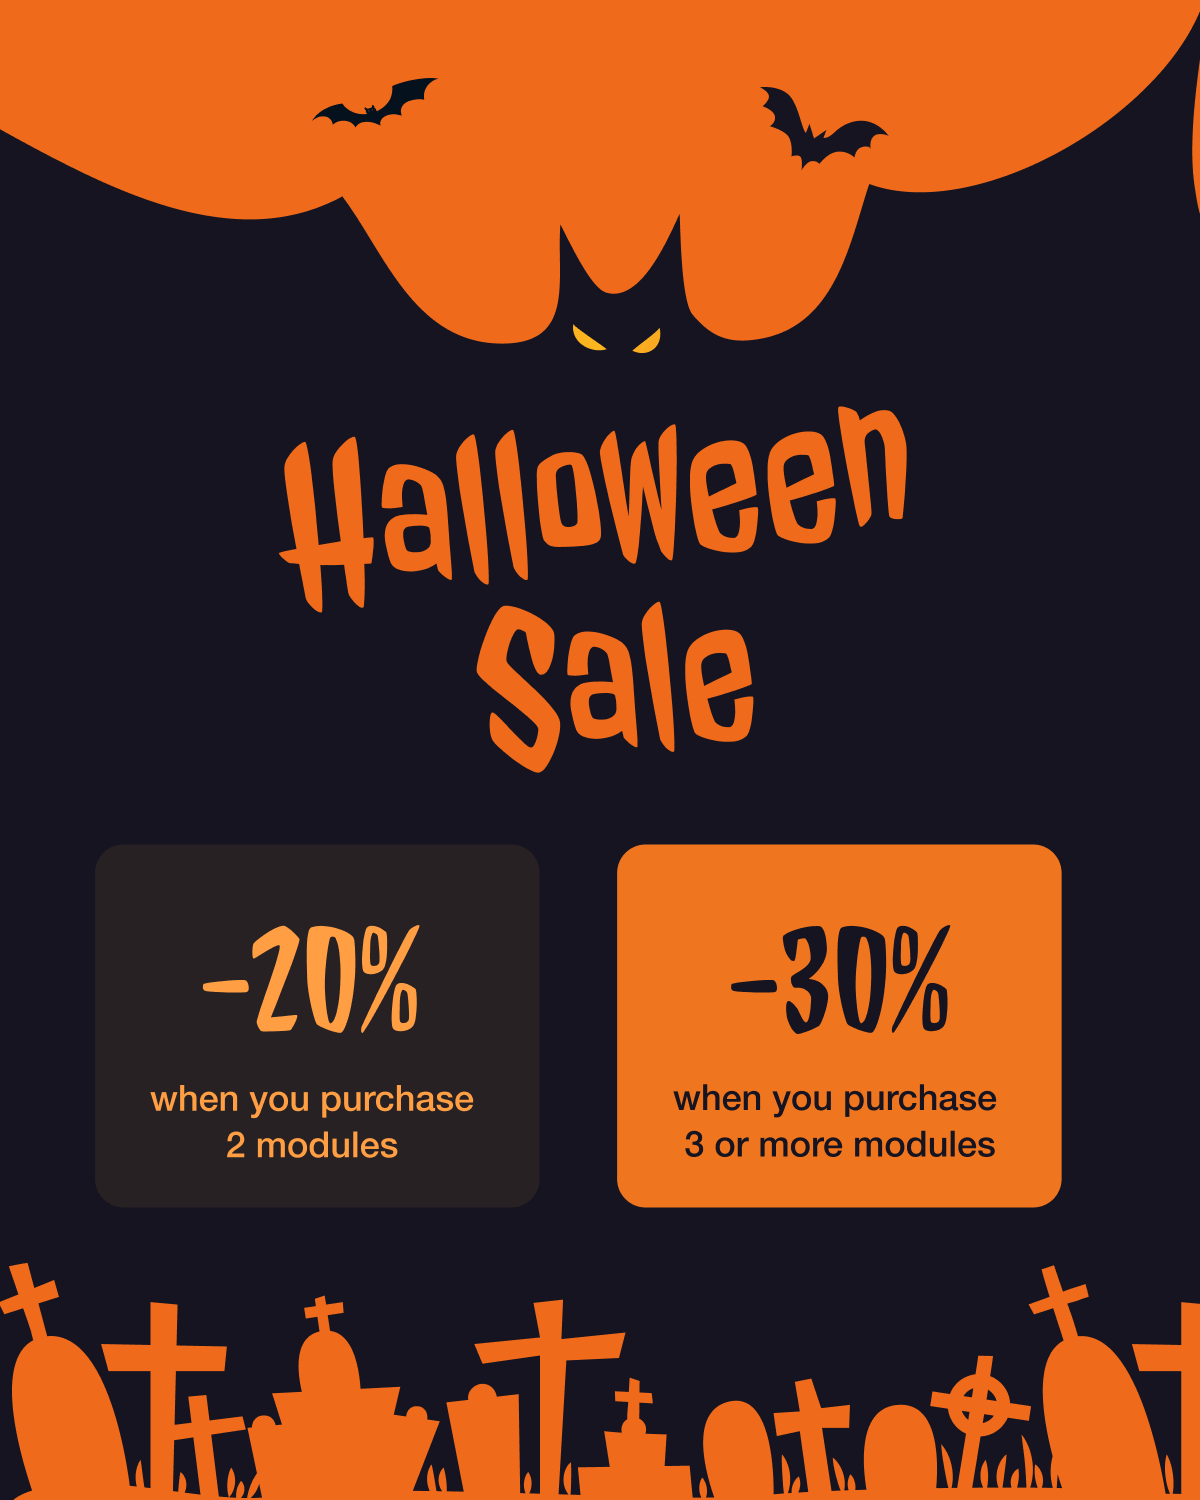 Halloween
Sale
-20%
when you purchase
2 modules
-30%
when you purchase
3 or more modules